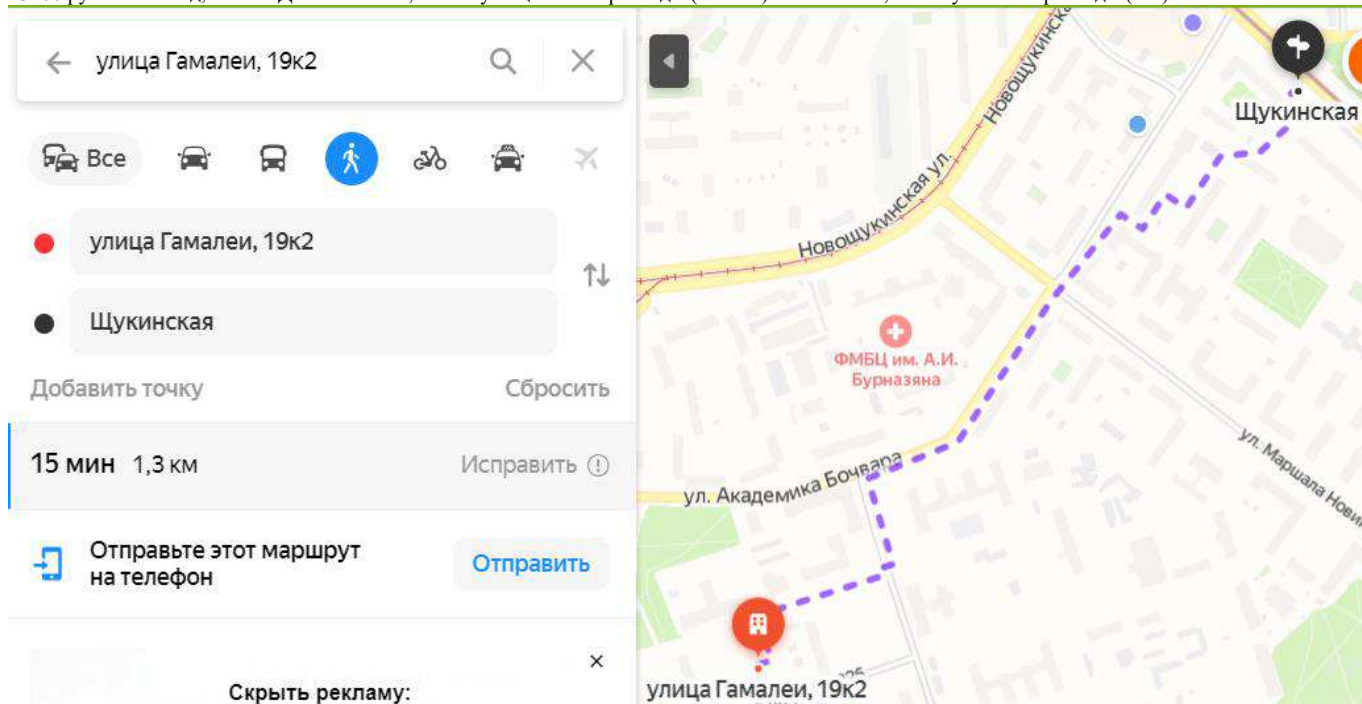 улица Гамалеи, 19к2
Все
улица Гамалеи, 19к2
Щукинская
Добавить точку
Сбросить
15 мин 1,3 км
Исправить
Отправьте этот маршрут
на телефон
Отправить
Скрыть рекламу:
Новощукинская
Щукинская
Новощукинская ул.
ФМБЦ им. А.И.
Бурназяна
ул. Академика Бочвара
ул. Маршала Нови
улица Гамалеи, 19к2